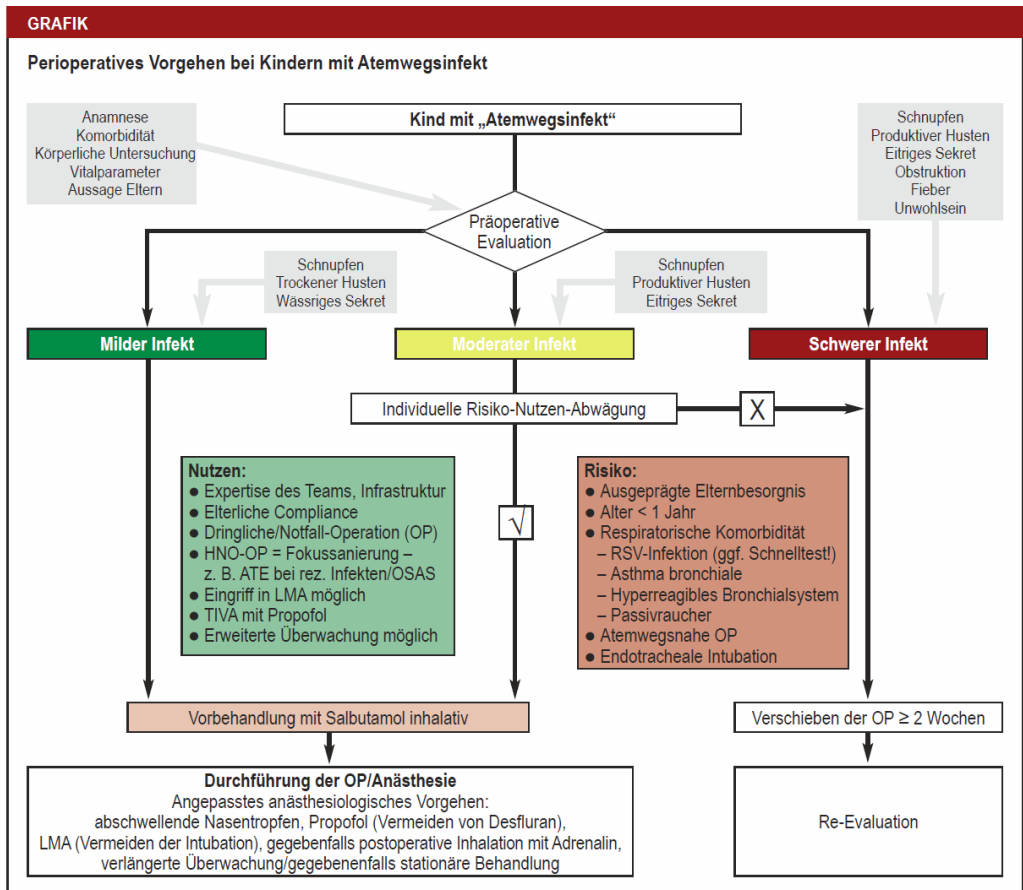 GRAFIK
Perioperatives Vorgehen bei Kindern mit Atemwegsinfekt
Anamnese
Komorbidität
Körperliche Untersuchung
Vitalparameter
Aussage Eltern
Kind mit „Atemwegsinfekt“
Schnupfen
Produktiver Husten
Eitriges Sekret
Obstruktion
Fieber
Unwohlsein
Präoperative
Evaluation
Schnupfen
Trockener Husten
Wässriges Sekret
Schnupfen
Produktiver Husten
Eitriges Sekret
Milder Infekt
Moderater Infekt
Schwerer Infekt
Individuelle Risiko-Nutzen-Abwägung
X
Nutzen:
● Expertise des Teams, Infrastruktur
● Elterliche Compliance
● Dringliche/Notfall-Operation (OP)
● HNO-OP = Fokussanierung –
z. B. ATE bei rez. Infekten/OSAS
● Eingriff in LMA möglich
● TIVA mit Propofol
● Erweiterte Überwachung möglich
√
Risiko:
● Ausgeprägte Elternbesorgnis
● Alter < 1 Jahr
● Respiratorische Komorbidität
– RSV-Infektion (ggf. Schnelltest!)
– Asthma bronchiale
– Hyperreagibles Bronchialsystem
– Passivraucher
● Atemwegsnahe OP
● Endotracheale Intubation
Vorbehandlung mit Salbutamol inhalativ
Verschieben der OP ≥ 2 Wochen
Durchführung der OP/Anästhesie
Angepasstes anästhesiologisches Vorgehen:
abschwellende Nasentropfen, Propofol (Vermeiden von Desfluran),
LMA (Vermeiden der Intubation), gegebenfalls postoperative Inhalation mit Adrenalin,
verlängerte Überwachung/gegebenenfalls stationäre Behandlung
Re-Evaluation